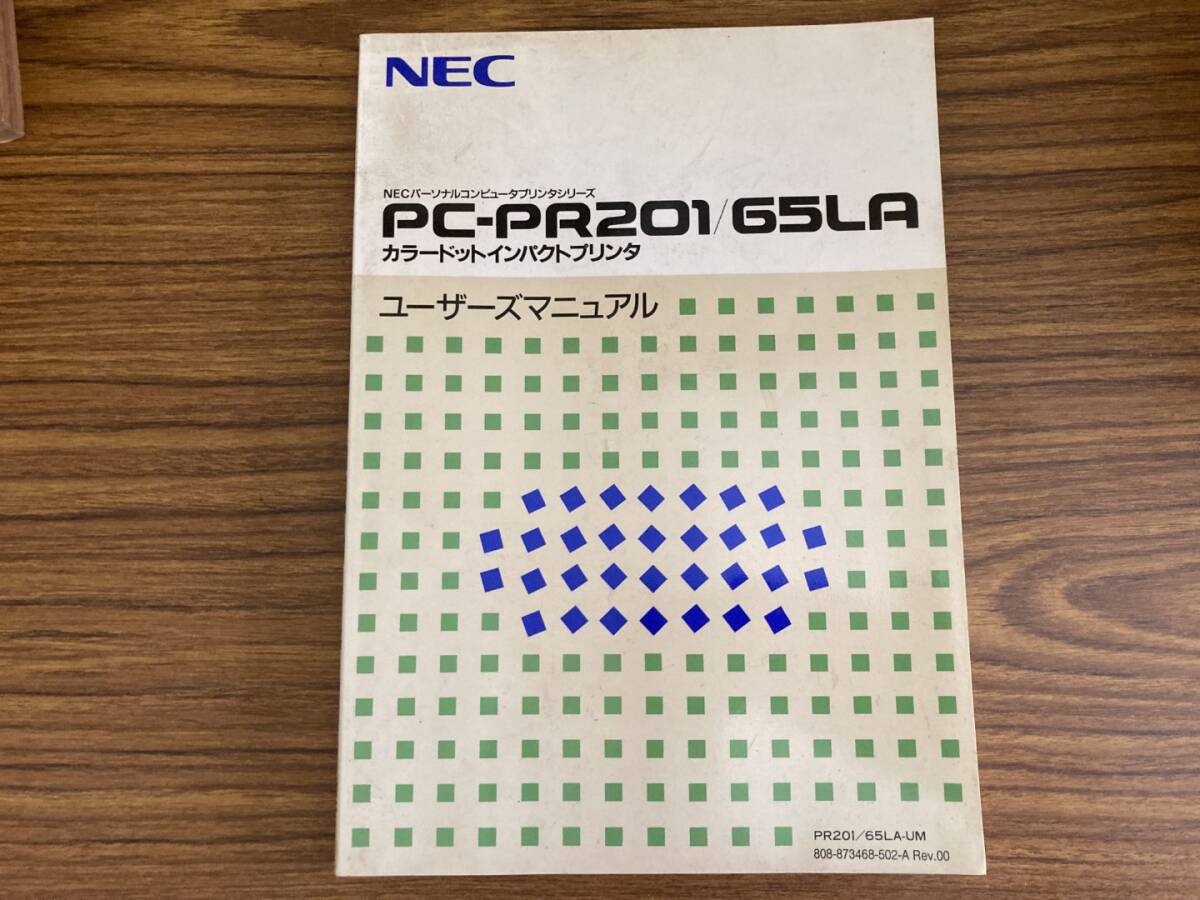 NEC
NECパーソナルコンピュータプリンタシリーズ
PC-PR201/65LA
カラードットインパクトプリンタ
ユーザーズマニュアル
PR201/65LA-UM
808-873468-502-A Rev.00